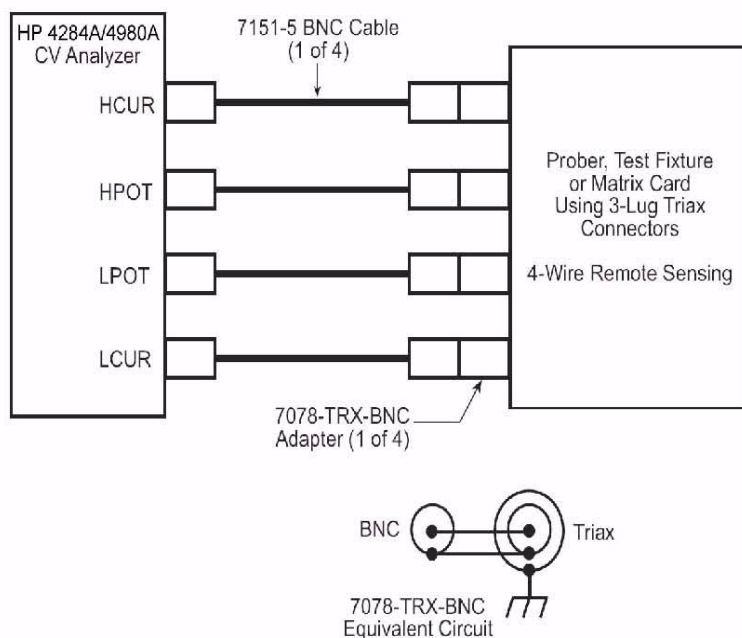 HP 4284A/4980A
CV Analyzer
7151-5 BNC Cable
(1 of 4)
HCUR
HPOT
LPOT
LCUR
Prober, Test Fixture
or Matrix Card
Using 3-Lug Triax
Connectors
4-Wire Remote Sensing
7078-TRX-BNC
Adapter (1 of 4)
BNC
Triax
7078-TRX-BNC
Equivalent Circuit